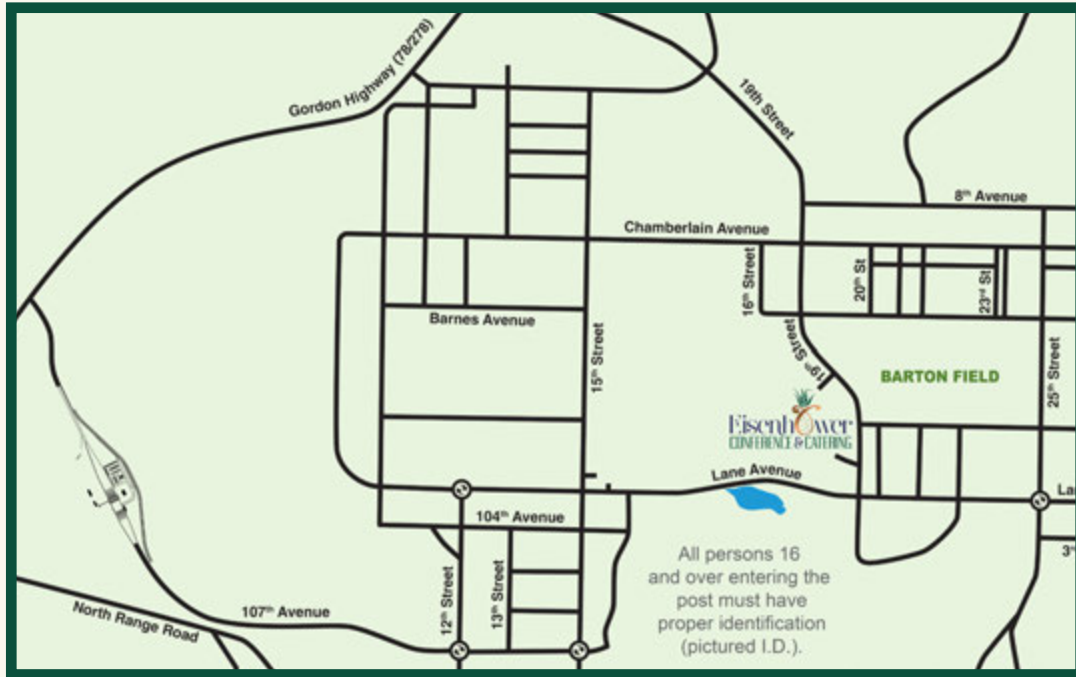 Gordon Highway (78/278)
19th Street
8th Avenue
Chamberlain Avenue
16th Street
20th St
23rd St
Barnes Avenue
15th Street
19th Street
BARTON FIELD
25th Street
Eisenhower
CONFERENCE & CATERING
Lane Avenue
104th Avenue
All persons 16
and over entering the
post must have
proper identification
(pictured I.D.).
12th Street
13th Street
107th Avenue
North Range Road